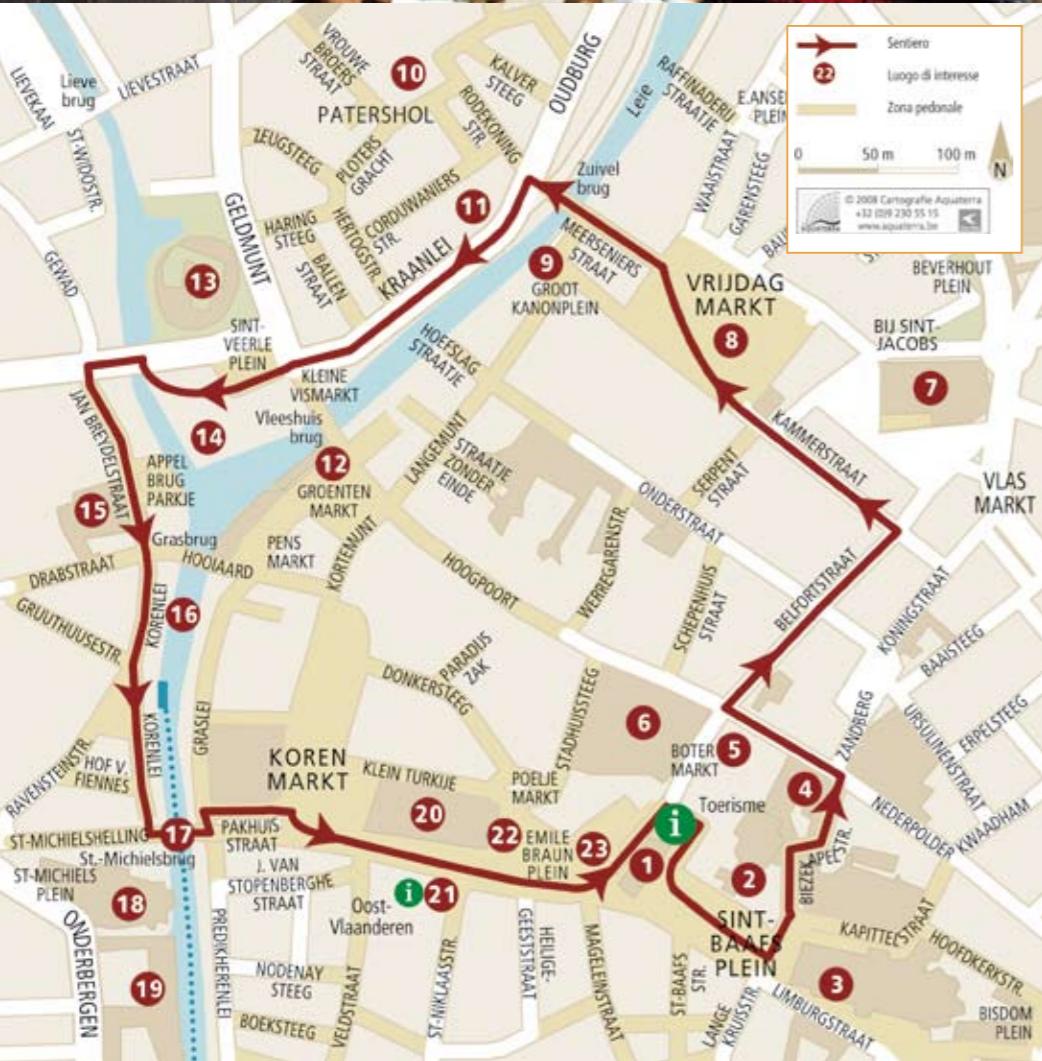 Sentiero
22
Luogo di interesse
Zona pedonale
0
50 m
100 m
N
AQUATERRA
© 2008 Cartografie Aquaterra
+32 (0)9 230 55 15
www.aquaterra.be
LIEVEKAAI
Lieve
brug
LIEVESTRAAT
ST-WIDOSTR.
GEWAD
VROUWE
BROERS
STRAAT
10
PATERSHOL
KALVER
STEEG
OUDBURG
RODEKONING
STR.
ZEUGSTEEG
PLOTERS
GRACHT
CORDUWANIERS
STR.
11
HERTOGSTR.
HARING
STEEG
BALLEN
STRAAT
KRAANLEI
GELDMUNT
13
SINT-
VEERLE
PLEIN
Leie
RAFFINADERIJ
STRAATJE
Zuivel
brug
WAAISTRAAT
GARENSTEEG
MEERSENIERS
STRAAT
9
GROOT
KANONPLEIN
VRIJDAG
MARKT
8
BEVERHOUT
PLEIN
BIJ SINT-
JACOBS
7
VLAS
MARKT
KLEINE
VISMARKT
Vleeshuis
brug
14
HOEFSLAG
STRAATJE
12
GROENTEN
MARKT
LANGEMUNT
STRAATJE
ZONDER
EINDE
SERPENT
STRAAT
KAMMERSTRAAT
ONDERSTRAAT
JAN BREYDELSTRAAT
APPEL
BRUG
PARKJE
15
Grasbrug
DRABSTRAAT
HOOIAARD
PENS
MARKT
KORTEMUNT
HOOGPOORT
WERREGARENSTR.
SCHEPENHUIS
STRAAT
BELFORTSTRAAT
KONINGSTRAAT
BAAISTEEG
GRUUTHUUSESTR.
KORENLEI
16
KORENLEI
GRASLEI
PARADIJS
ZAK
DONKERSTEEG
STADHUISSTEEG
6
BOTER
MARKT
5
ZANDBERG
URSULINENSTRAAT
ERPELSTEEG
KWAADHAM
NEDERPOLDER
RAVENSTEINSTR.
HOF V.
FIENNES
KOREN
MARKT
KLEIN TURKIJE
POELJE
MARKT
Toerisme
i
4
20
22
EMILE
BRAUN
PLEIN
23
1
2
BIEZEKAPELSTR.
ST-MICHIELSHELLING
17
St.-Michielsbrug
PAKHUIS
STRAAT
J. VAN
STOPENBERGHE
STRAAT
i
21
Oost-
Vlaanderen
ST-MICHIELS
PLEIN
18
ONDERBERGEN
19
PREDIKHERENLEI
NODENAY
STEEG
BOEKSTEEG
VELDSTRAAT
ST-NIKLAASSTR.
HEILIGE-
GEESTSTRAAT
MAGELEINSTRAAT
ST-BAAFS
STR.
SINT-
BAAFS
PLEIN
LANGE
KRUISSTR.
3
KAPITTELSTRAAT
HOOFDKERKSTR.
LIMBURGSTRAAT
BISDOM
PLEIN